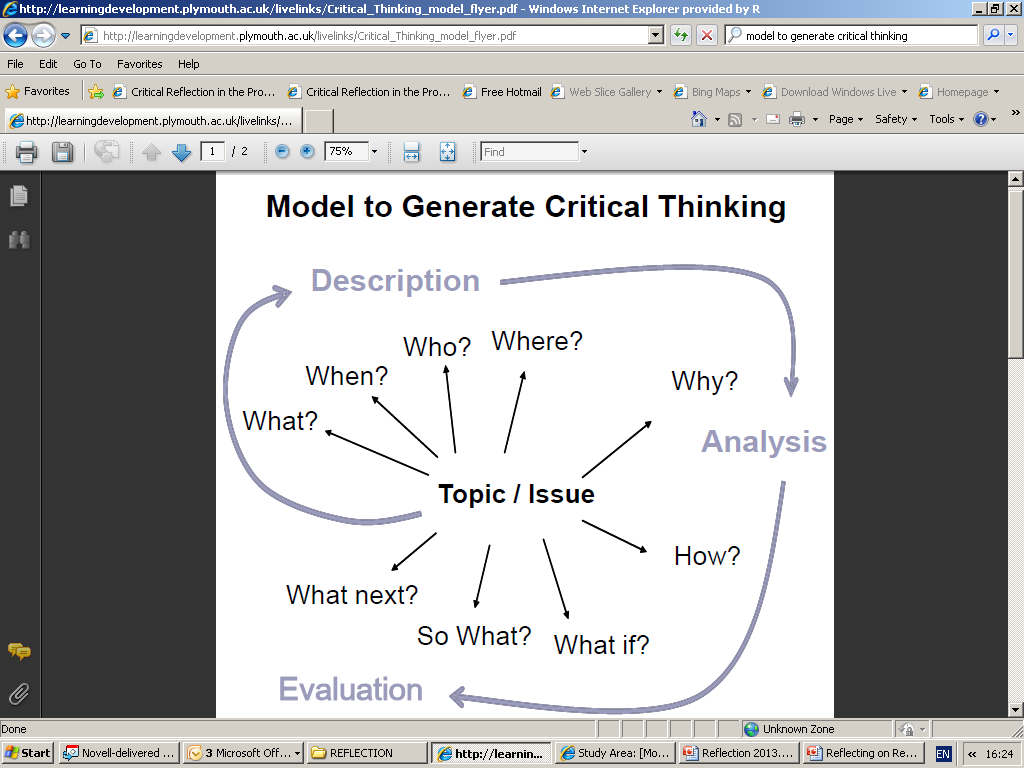 http://learningdevelopment.plymouth.ac.uk/livelinks/Critical_Thinking_model_flyer.pdf - Windows Internet Explorer provided by R
http://learningdevelopment.plymouth.ac.uk/livelinks/Critical_Thinking_model_flyer.pdf
model to generate critical thinking
File Edit Go To Favorites Help
Favorites Critical Reflection in the Pro... Critical Reflection in the Pro... Free Hotmail Web Slice Gallery Bing Maps Download Windows Live Homepage
http://learningdevelopment.plymouth.ac.uk/livelinks/... Page Safety Tools
1 / 2 75% Find
Model to Generate Critical Thinking
Description
Who? Where?
When? Why?
What?
Analysis
Topic / Issue
How?
What next?
So What? What if?
Evaluation
Done Unknown Zone
Start Novell-delivered ... 3 Microsoft Off... REFLECTION http://learnin... Study Area: [Mo... Reflection 2013.... Reflecting on Re... EN « 16:24